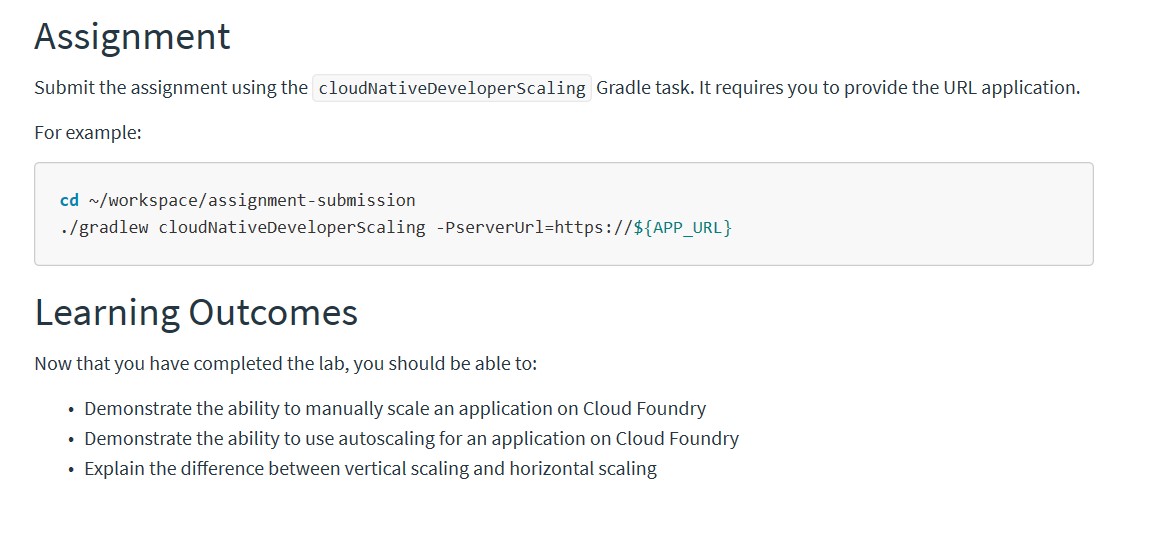 Assignment
Submit the assignment using the cloudNativeDeveloperScaling Gradle task. It requires you to provide the URL application.
For example:
cd ~/workspace/assignment-submission
./gradlew cloudNativeDeveloperScaling -PserverUrl=https://${APP_URL}
Learning Outcomes
Now that you have completed the lab, you should be able to:
• Demonstrate the ability to manually scale an application on Cloud Foundry
• Demonstrate the ability to use autoscaling for an application on Cloud Foundry
• Explain the difference between vertical scaling and horizontal scaling